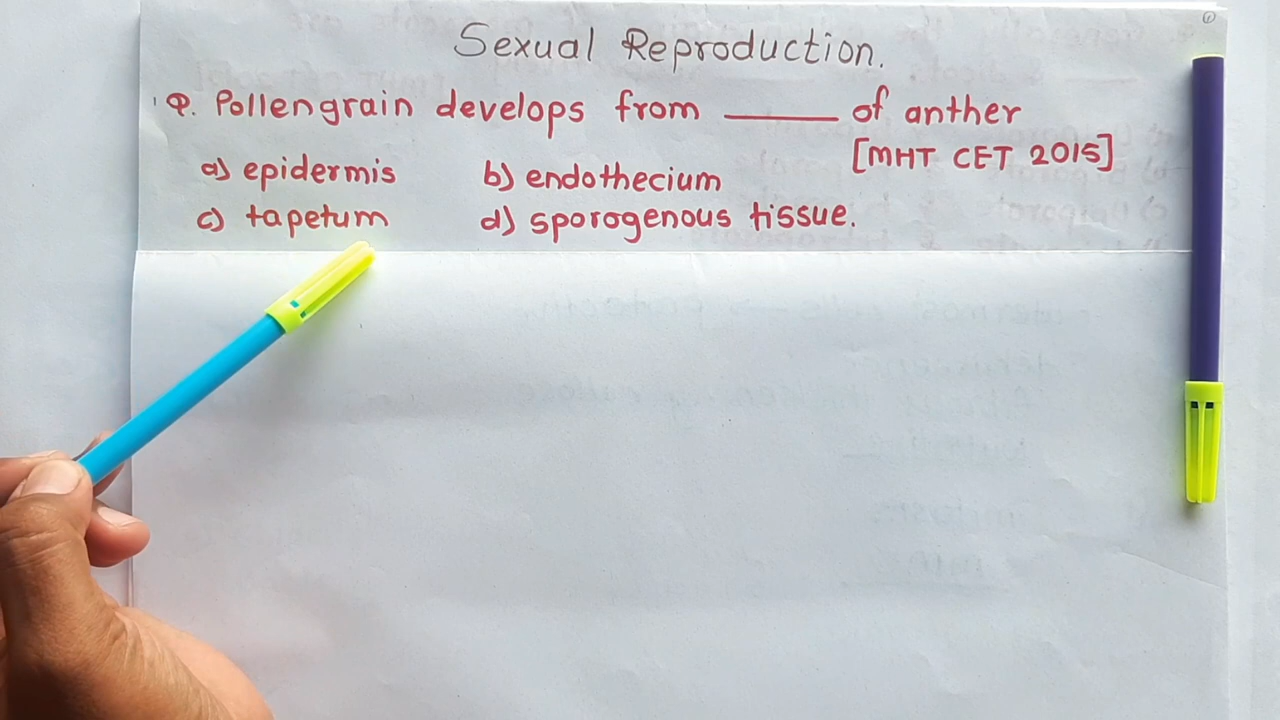 Sexual Reproduction.
Q. Pollengrain develops from ______ of anther
[MHT CET 2015]
a) epidermis b) endothecium
c) tapetum d) sporogenous tissue.